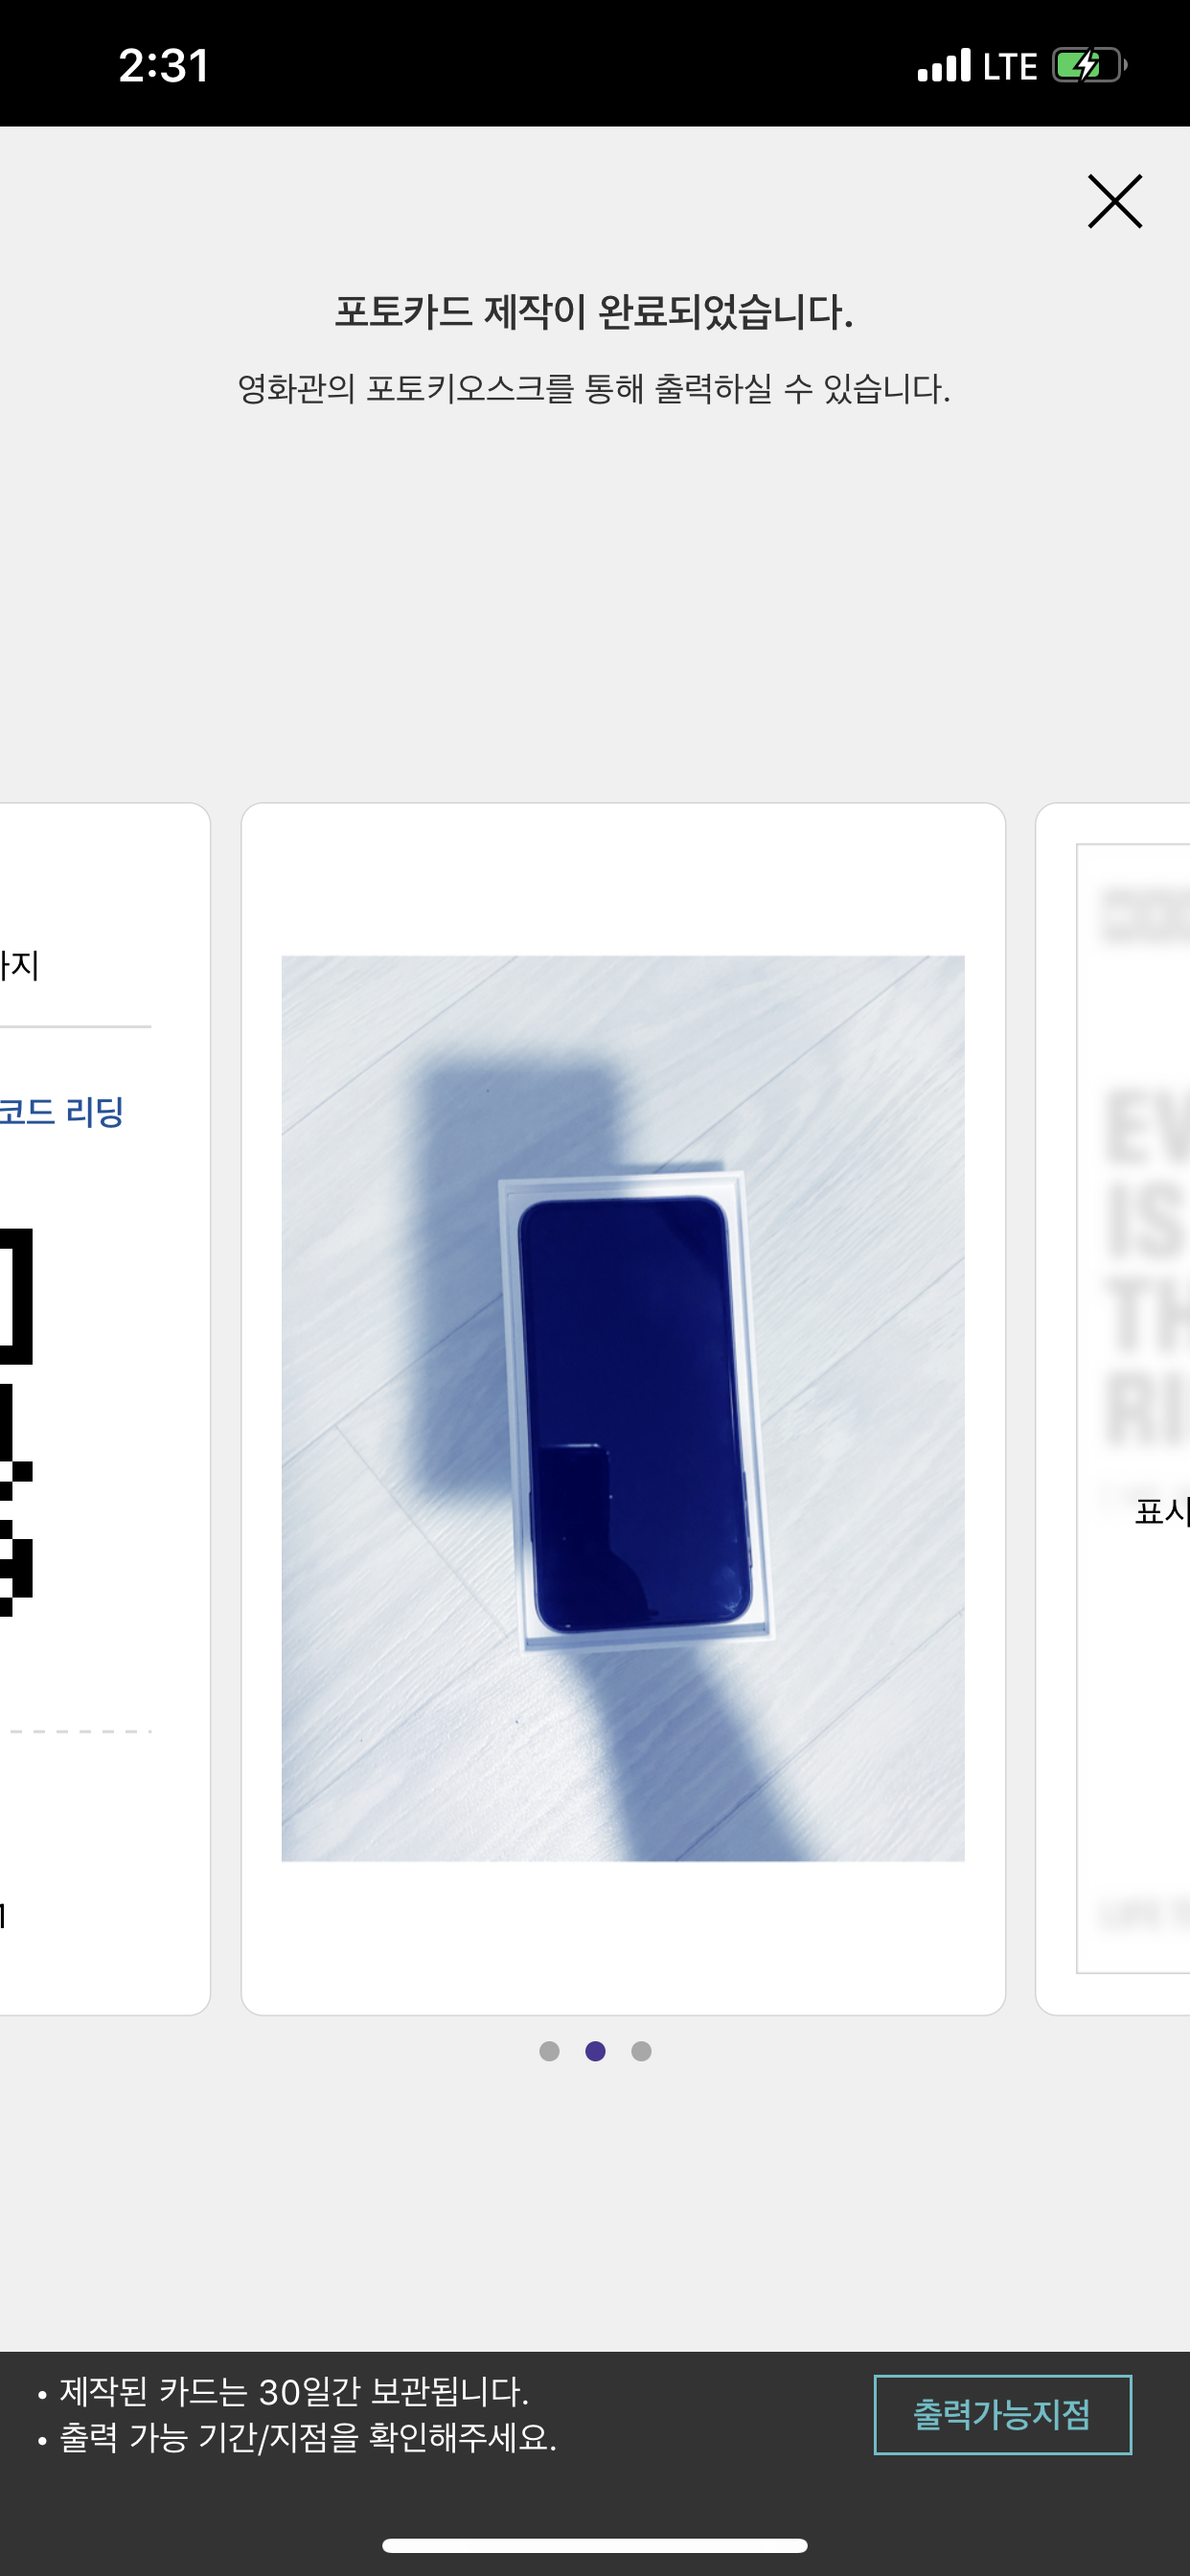 2:31
LTE
포토카드 제작이 완료되었습니다.
영화관의 포토키오스크를 통해 출력하실 수 있습니다.
까지
코드 리딩
EV
IS
TH
RI
표시
1
LIFE
• 제작된 카드는 30일간 보관됩니다.
• 출력 가능 기간/지점을 확인해주세요.
출력가능지점